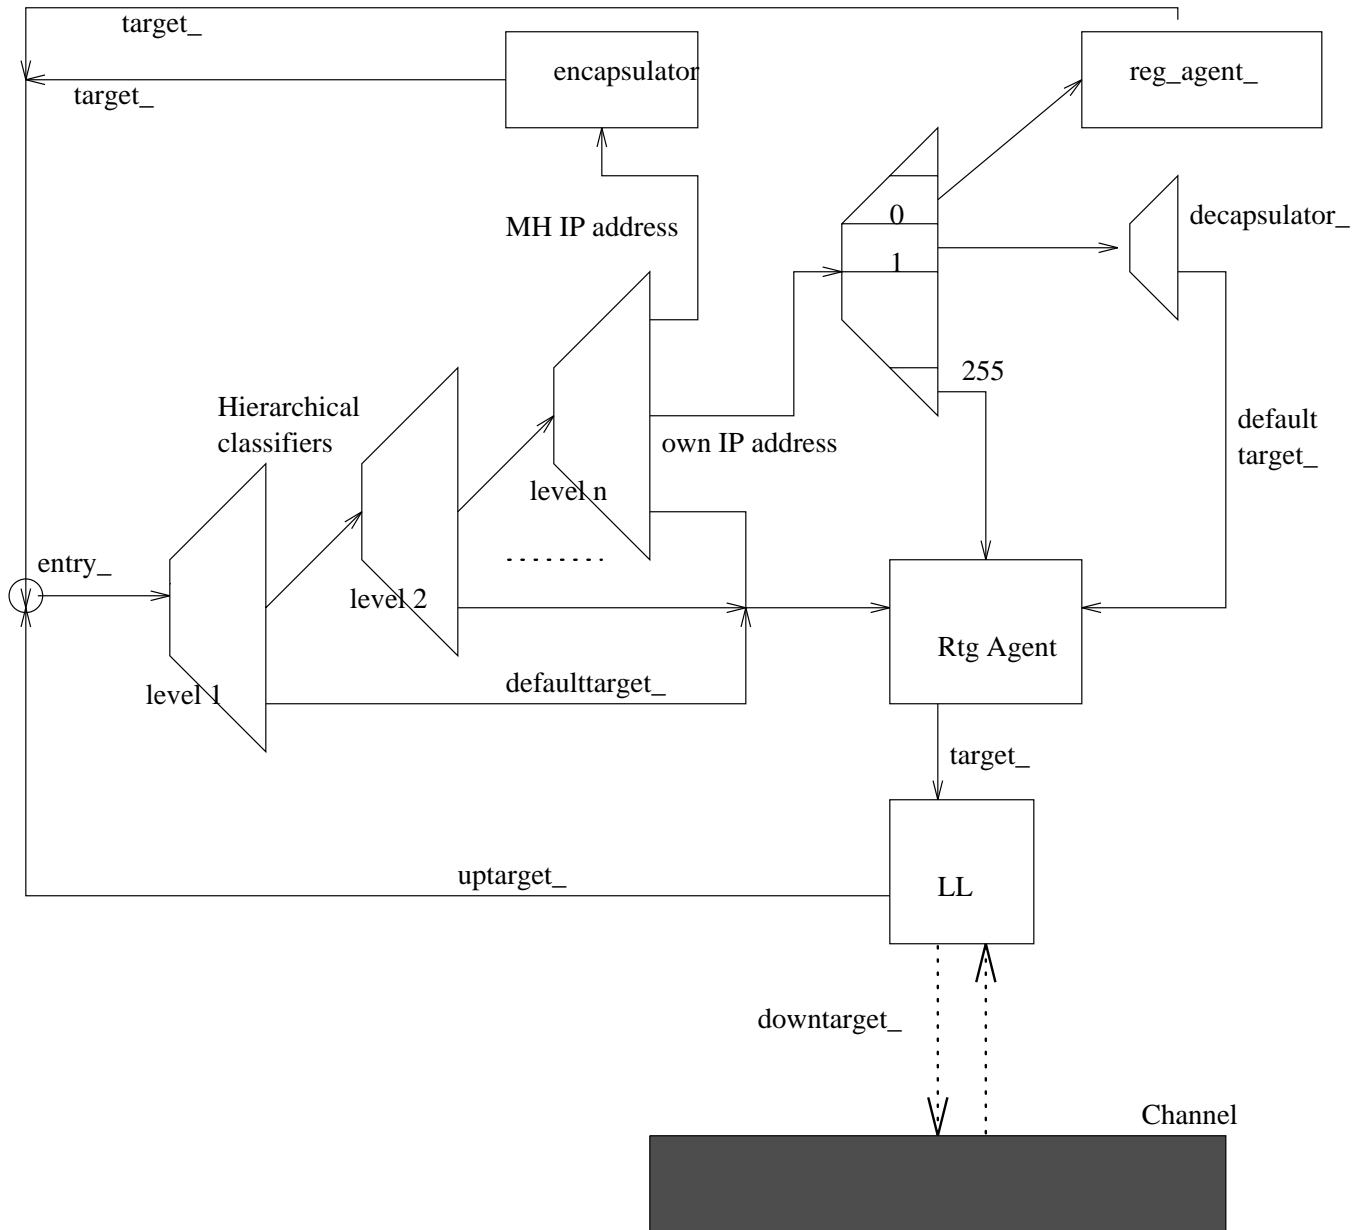 target_
encapsulator
reg_agent_
target_
MH IP address
0
decapsulator_
1
255
Hierarchical
classifiers
own IP address
default
target_
level n
entry_
level 2
Rtg Agent
level 1
defaulttarget_
target_
uptarget_
LL
downtarget_
Channel